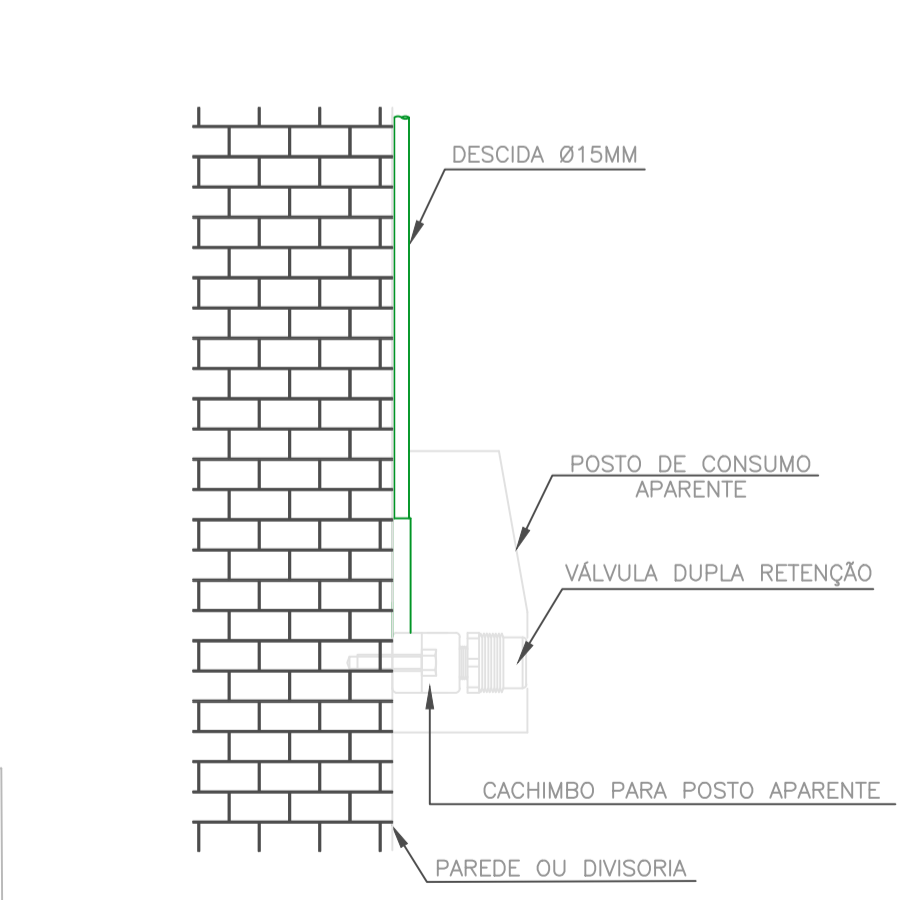 DESCIDA Ø15MM
POSTO DE CONSUMO
APARENTE
VÁLVULA DUPLA RETENÇÃO
CACHIMBO PARA POSTO APARENTE
PAREDE OU DIVISORIA